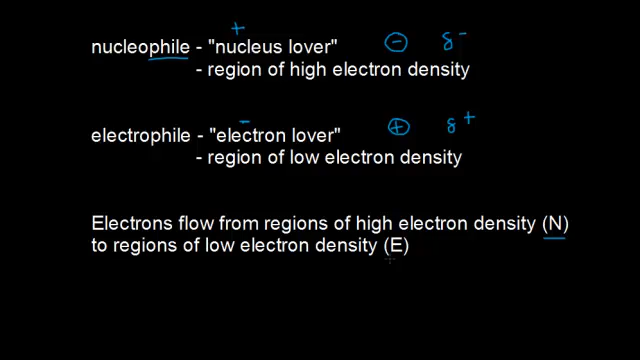 +
nucleophile - "nucleus lover" ⊖ δ-
- region of high electron density
-
electrophile - "electron lover" ⊕ δ+
- region of low electron density
Electrons flow from regions of high electron density (N)
to regions of low electron density (E)